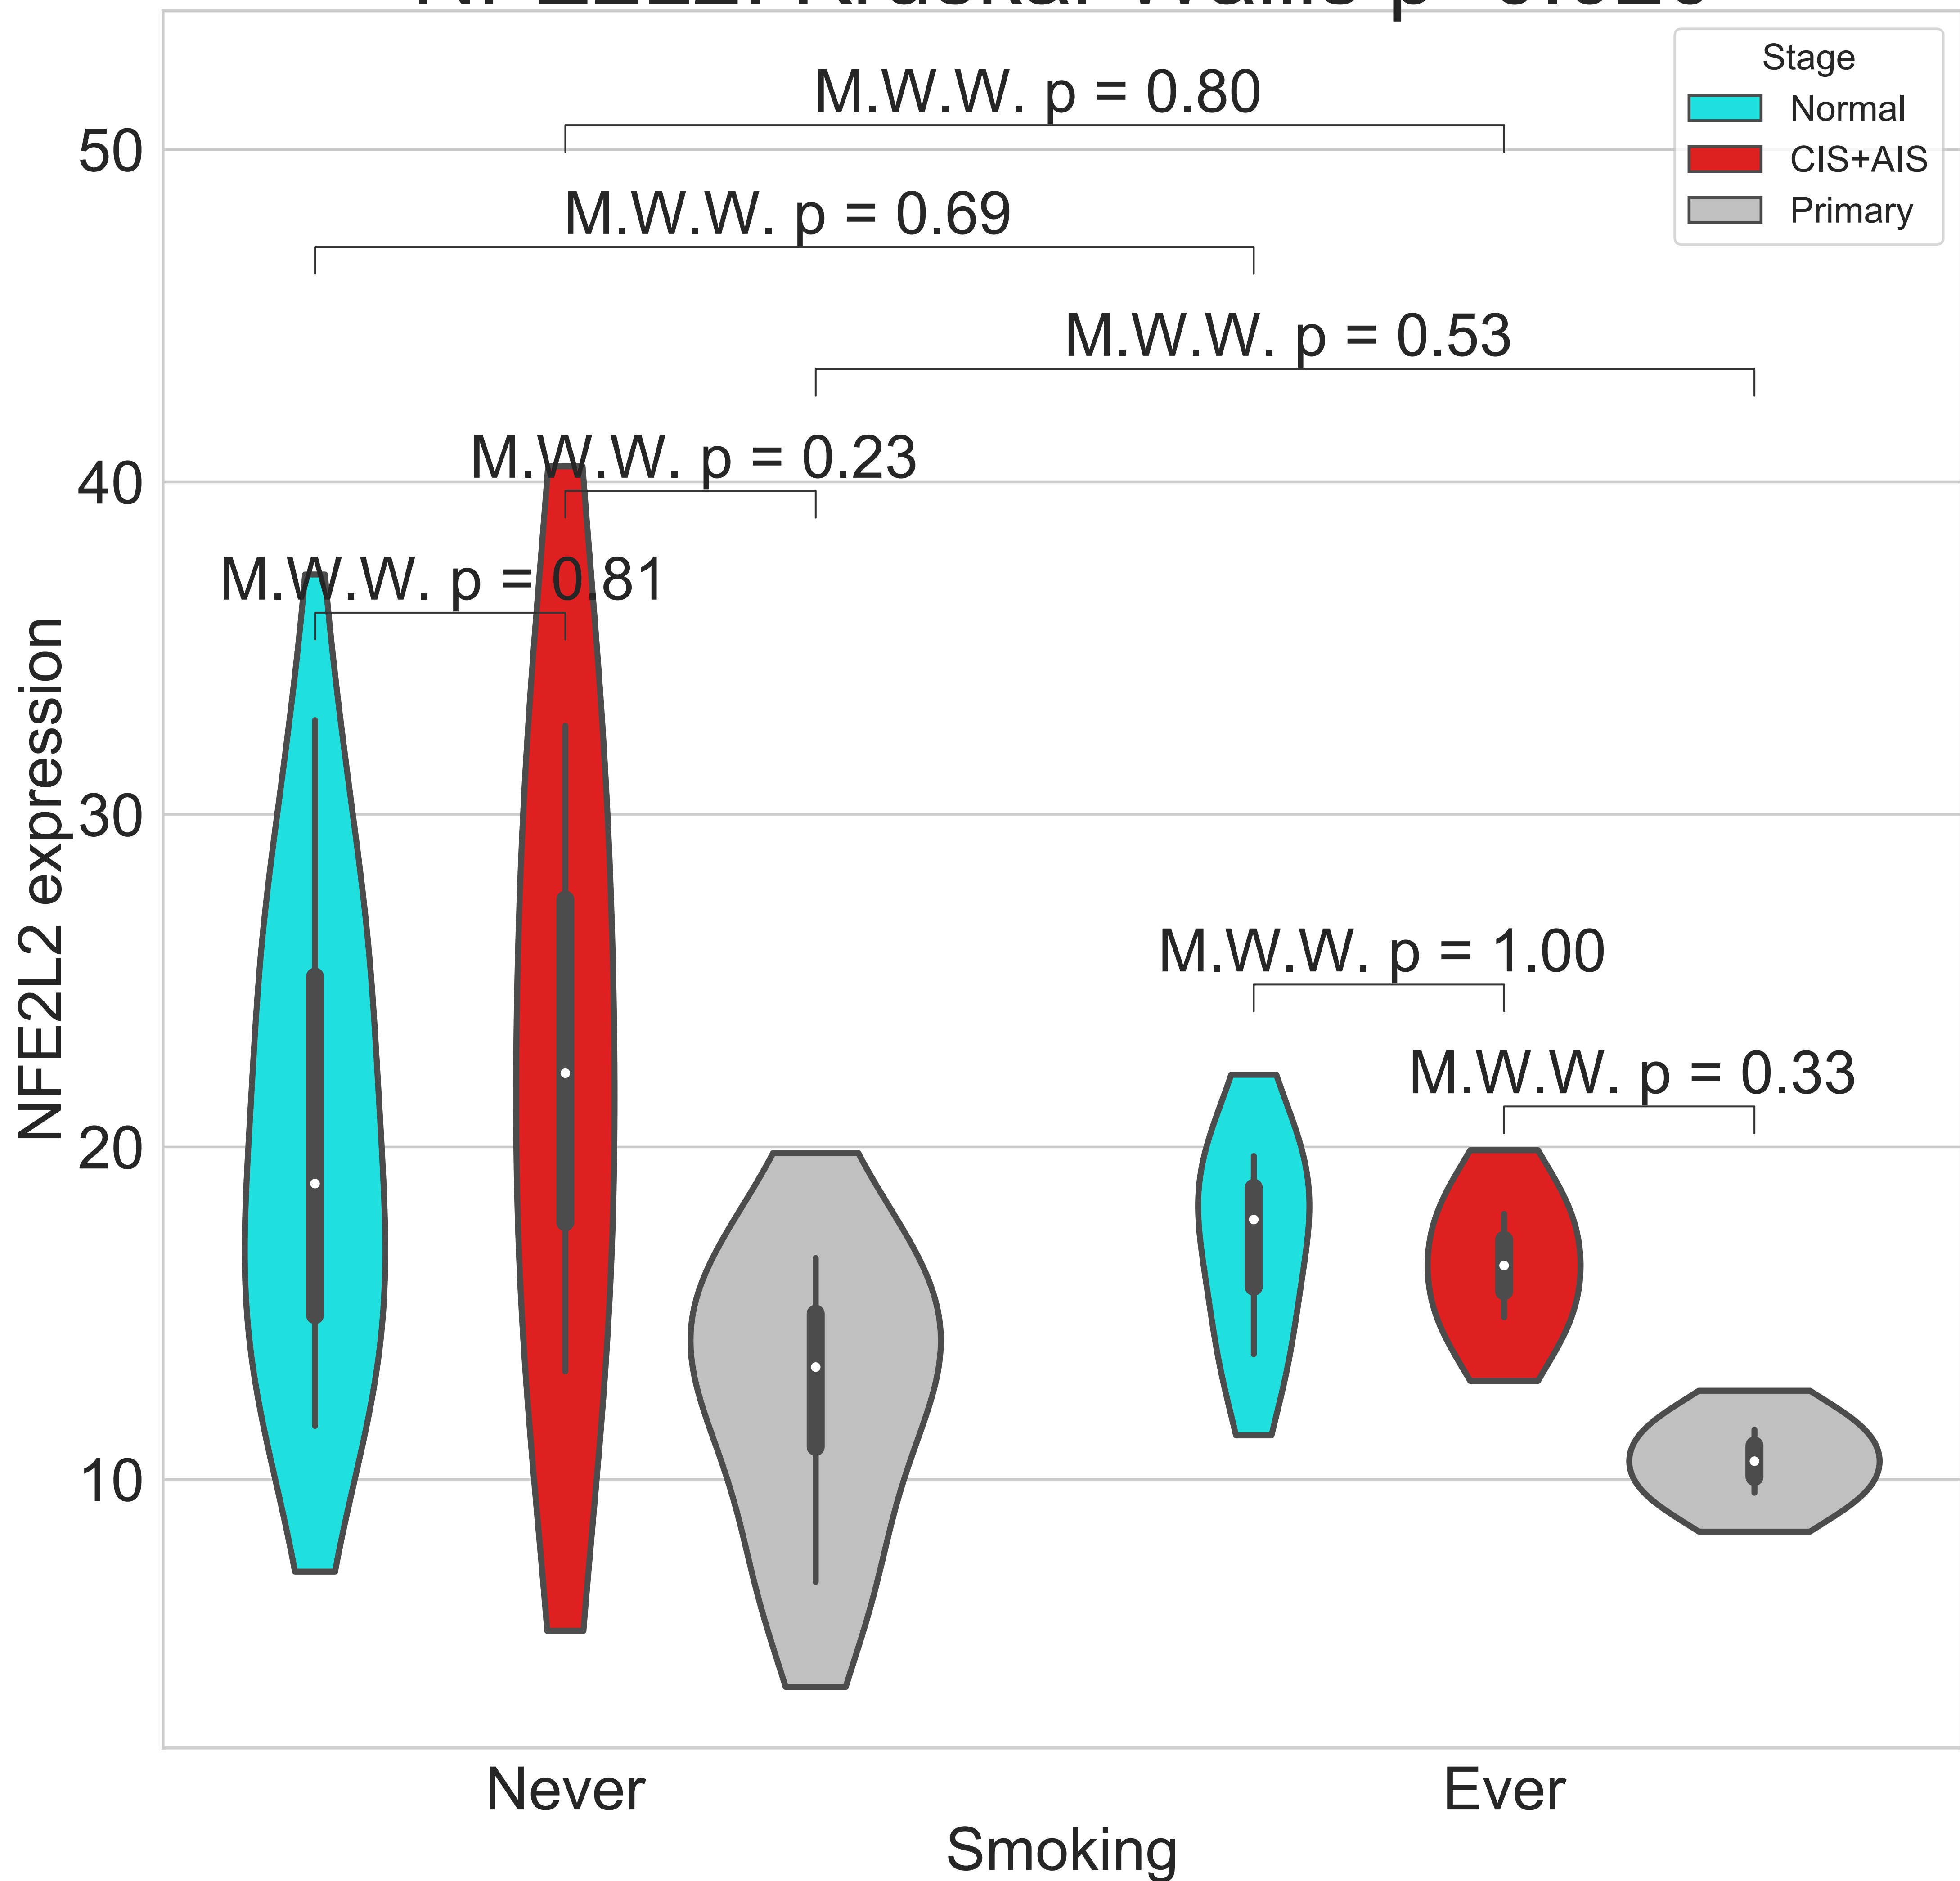 Stage
Normal
CIS+AIS
Primary
M.W.W. p = 0.80
M.W.W. p = 0.69
M.W.W. p = 0.53
M.W.W. p = 0.23
M.W.W. p = 0.81
M.W.W. p = 1.00
M.W.W. p = 0.33
50
40
30
20
10
NFE2L2 expression
Never
Ever
Smoking